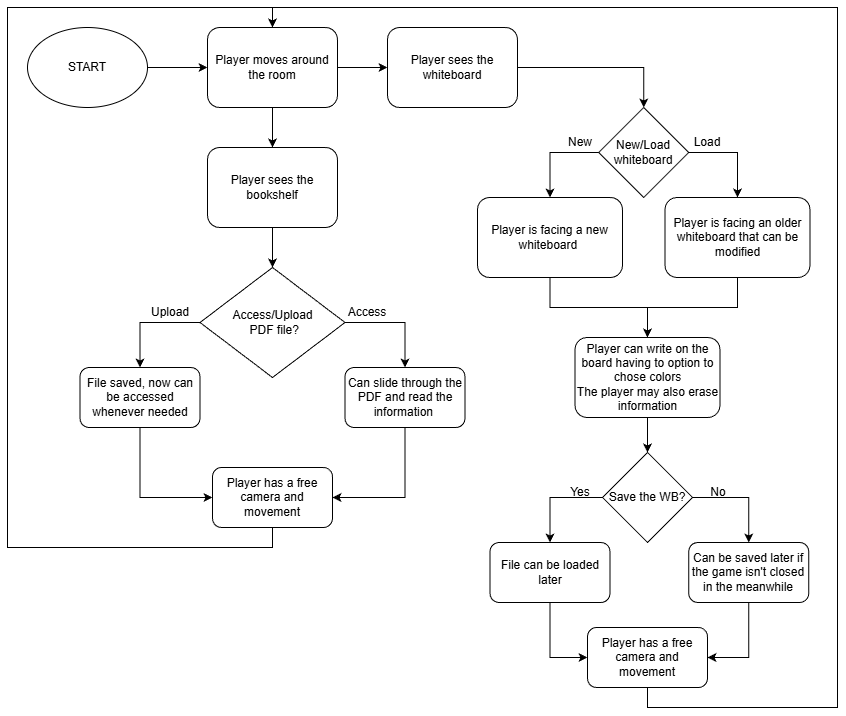 START
Player moves around
the room
Player sees the
whiteboard
Player sees the
bookshelf
New/Load
whiteboard
New
Load
Player is facing a new
whiteboard
Player is facing an older
whiteboard that can be
modified
Access/Upload
PDF file?
Upload
Access
File saved, now can
be accessed
whenever needed
Can slide through the
PDF and read the
information
Player has a free
camera and
movement
Player can write on the
board having to option to
chose colors
The player may also erase
information
Save the WB?
Yes
No
File can be loaded
later
Can be saved later if
the game isn't closed
in the meanwhile
Player has a free
camera and
movement